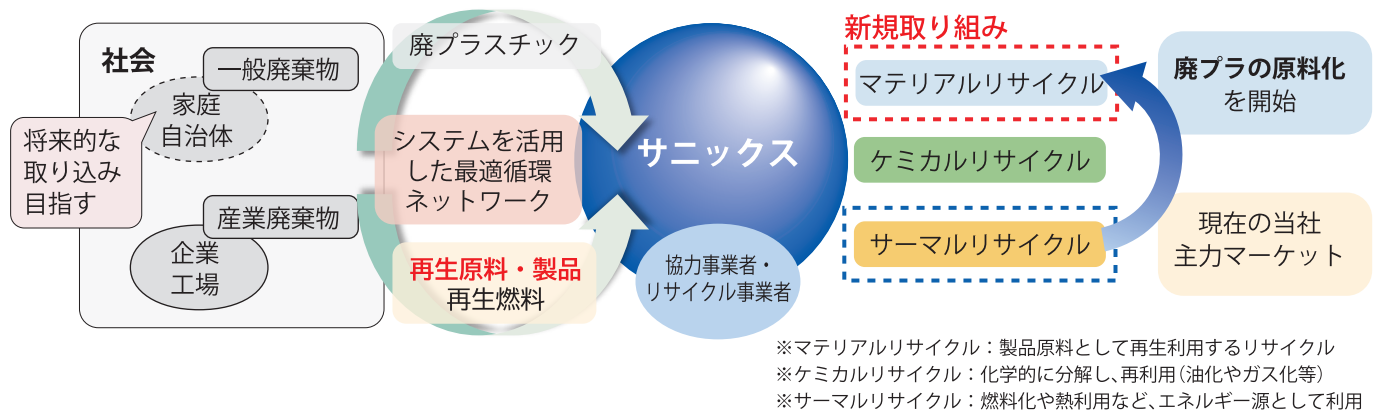 社会
一般廃棄物
家庭
自治体
将来的な
取り込み
目指す
産業廃棄物
企業
工場
廃プラスチック
システムを活用
した最適循環
ネットワーク
再生原料・製品
再生燃料
サニックス
協力事業者・
リサイクル事業者
新規取り組み
マテリアルリサイクル
ケミカルリサイクル
サーマルリサイクル
廃プラの原料化
を開始
現在の当社
主力マーケット
※マテリアルリサイクル：製品原料として再生利用するリサイクル
※ケミカルリサイクル：化学的に分解し、再利用（油化やガス化等）
※サーマルリサイクル：燃料化や熱利用など、エネルギー源として利用